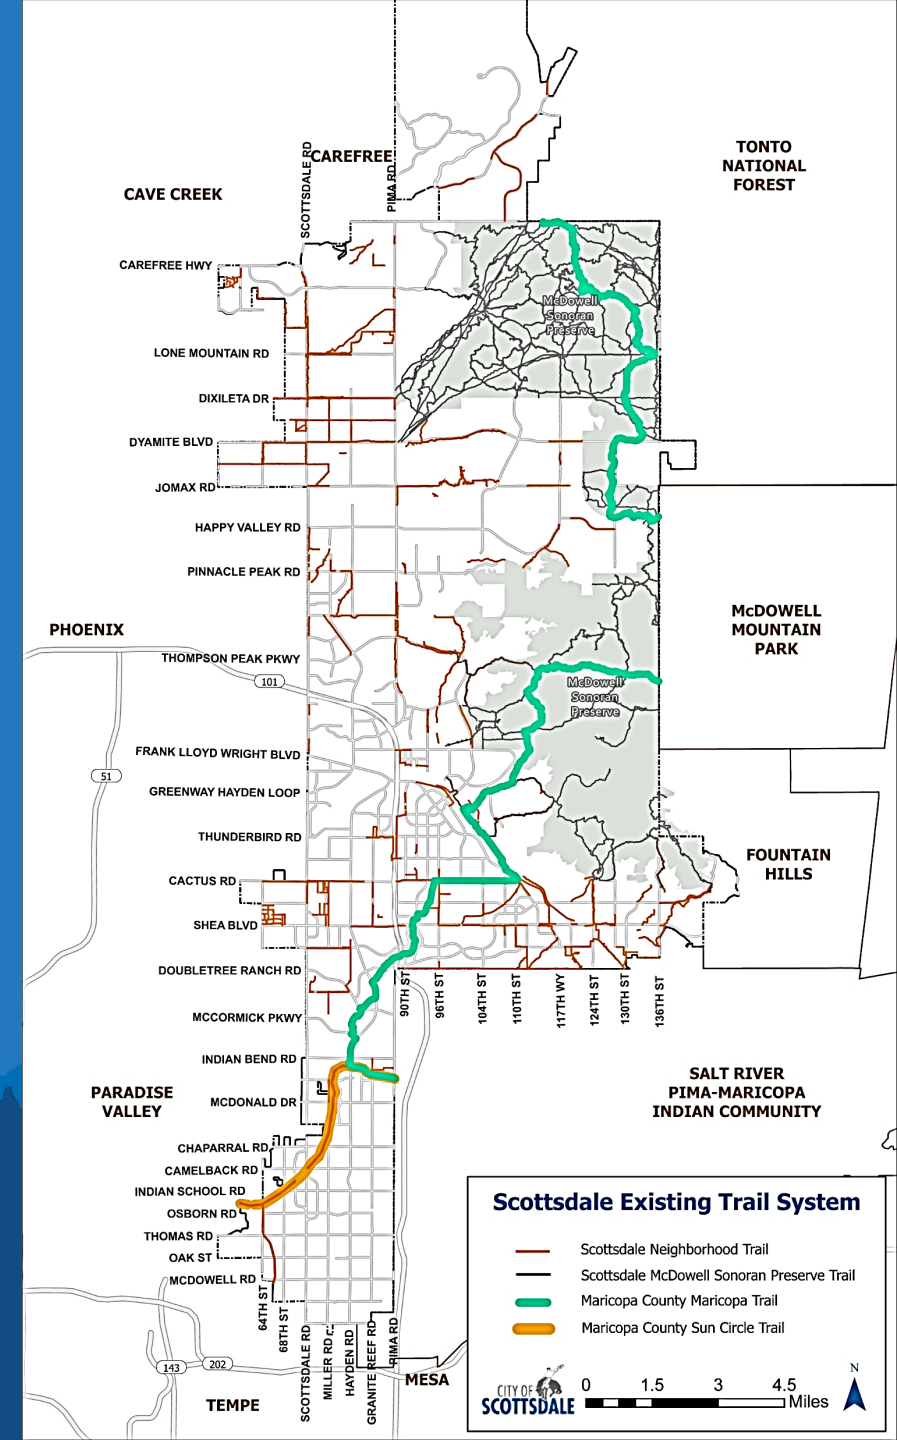 TONTO
NATIONAL
FOREST
CAREFREE
CAVE CREEK
SCOTTSDALE RD
PIMA RD
CAREFREE HWY
McDowell
Sonoran
Preserve
LONE MOUNTAIN RD
DIXILETA DR
DYAMITE BLVD
JOMAX RD
HAPPY VALLEY RD
PINNACLE PEAK RD
McDOWELL
MOUNTAIN
PARK
PHOENIX
THOMPSON PEAK PKWY
101
McDowell
Sonoran
Preserve
FRANK LLOYD WRIGHT BLVD
51
GREENWAY HAYDEN LOOP
THUNDERBIRD RD
FOUNTAIN
HILLS
CACTUS RD
SHEA BLVD
DOUBLETREE RANCH RD
90TH ST
96TH ST
104TH ST
110TH ST
117TH WY
124TH ST
130TH ST
136TH ST
MCCORMICK PKWY
INDIAN BEND RD
SALT RIVER
PIMA-MARICOPA
INDIAN COMMUNITY
PARADISE
VALLEY
MCDONALD DR
CHAPARRAL RD
CAMELBACK RD
INDIAN SCHOOL RD
OSBORN RD
THOMAS RD
OAK ST
MCDOWELL RD
64TH ST
68TH ST
SCOTTSDALE RD
MILLER RD
HAYDEN RD
GRANITE REEF RD
PIMA RD
143
202
TEMPE
MESA
Scottsdale Existing Trail System
Scottsdale Neighborhood Trail
Scottsdale McDowell Sonoran Preserve Trail
Maricopa County Maricopa Trail
Maricopa County Sun Circle Trail
CITY OF
SCOTTSDALE
0 1.5 3 4.5
Miles
N